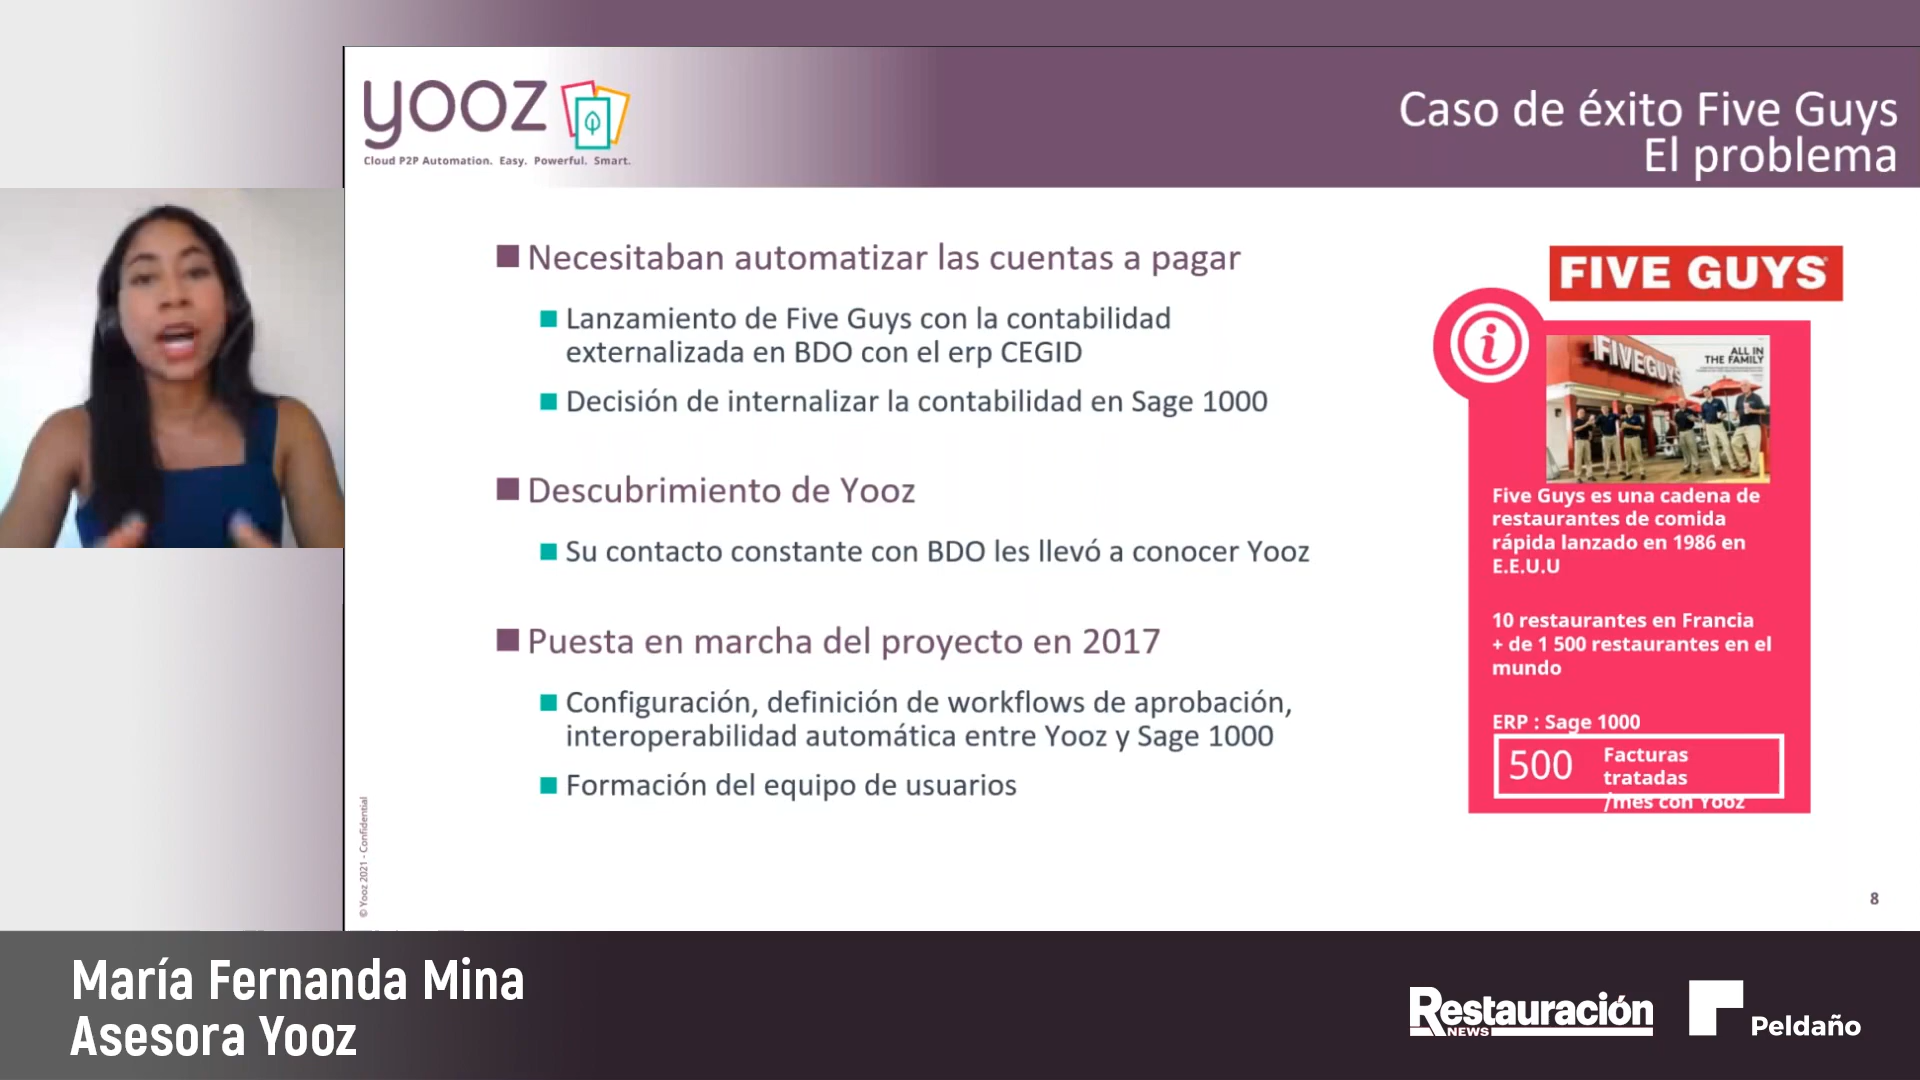 yooz
Cloud P2P Automation. Easy. Powerful. Smart.
Caso de éxito Five Guys
El problema
■ Necesitaban automatizar las cuentas a pagar
■ Lanzamiento de Five Guys con la contabilidad
externalizada en BDO con el erp CEGID
■ Decisión de internalizar la contabilidad en Sage 1000
■ Descubrimiento de Yooz
■ Su contacto constante con BDO les llevó a conocer Yooz
■ Puesta en marcha del proyecto en 2017
■ Configuración, definición de workflows de aprobación,
interoperabilidad automática entre Yooz y Sage 1000
■ Formación del equipo de usuarios
FIVE GUYS
i
FIVE GUYS
ALL IN
THE FAMILY
Five Guys es una cadena de
restaurantes de comida
rápida lanzado en 1986 en
E.E.U.U
10 restaurantes en Francia
+ de 1 500 restaurantes en el
mundo
ERP : Sage 1000
500 Facturas
tratadas
/mes con Yooz
© Yooz 2021 - Confidential
8
María Fernanda Mina
Asesora Yooz
Restauración
NEWS
Peldaño